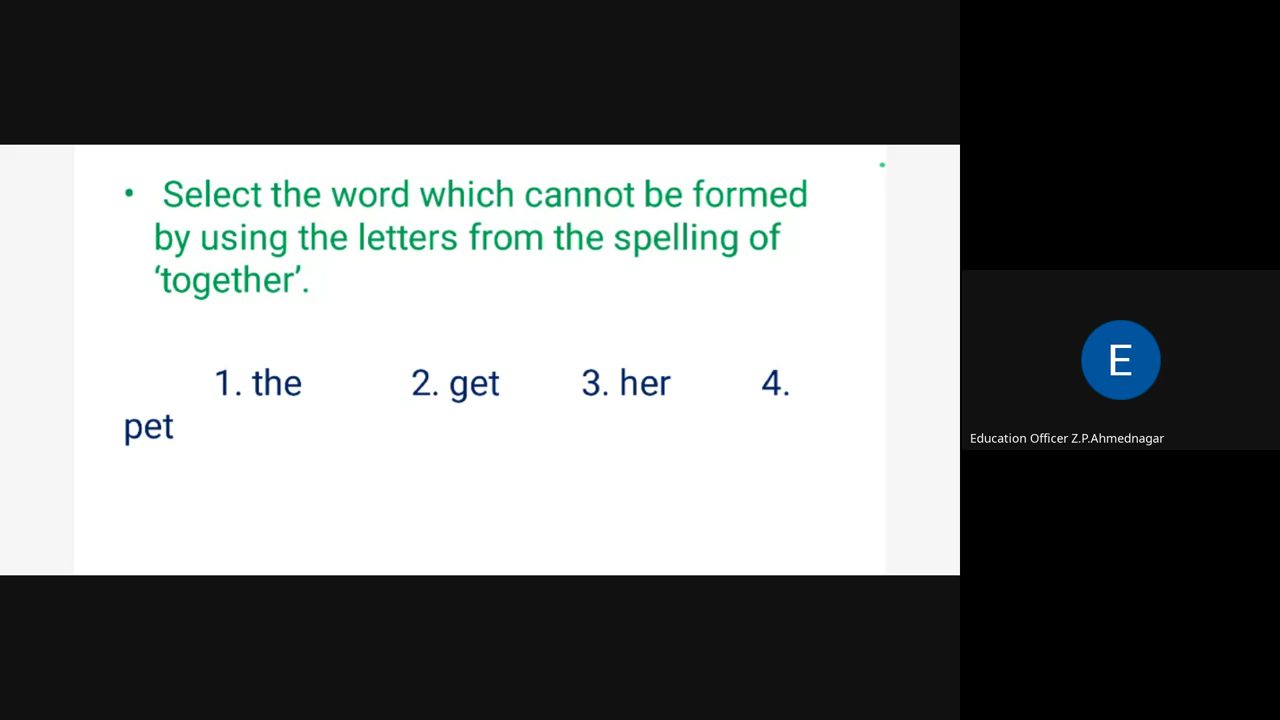 • Select the word which cannot be formed
by using the letters from the spelling of
‘together’.
1. the 2. get 3. her 4.
pet
E
Education Officer Z.P.Ahmednagar